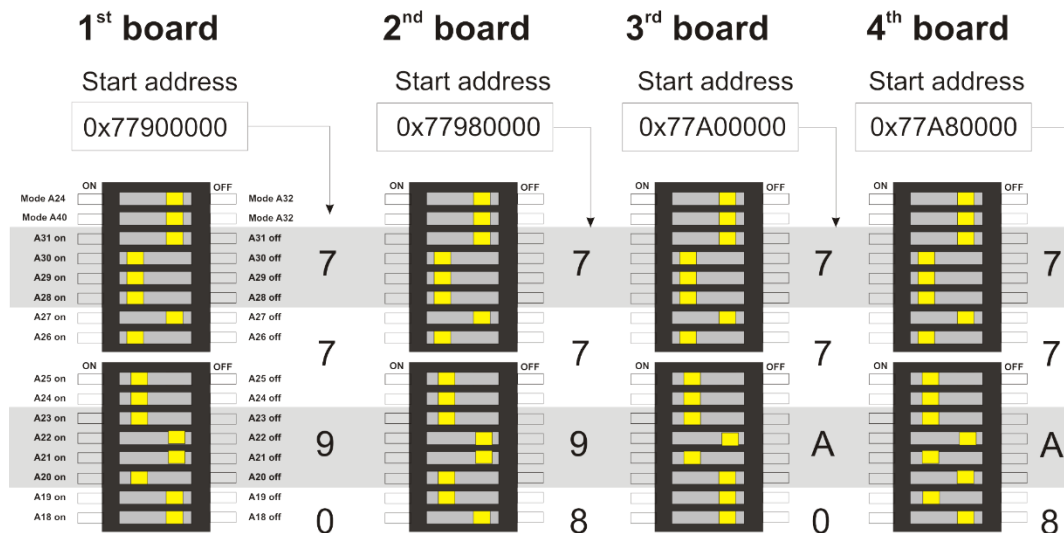 1st board 2nd board 3rd board 4th board
Start address Start address Start address Start address
0x77900000 0x77980000 0x77A00000 0x77A80000
ON OFF ON OFF ON OFF ON OFF
Mode A24 Mode A32
Mode A40 Mode A32
A31 on A31 off
A30 on A30 off 7 7 7 7
A29 on A29 off
A28 on A28 off
A27 on A27 off
A26 on A26 off 7 7 7 7
ON OFF ON OFF ON OFF ON OFF
A25 on A25 off
A24 on A24 off
A23 on A23 off
A22 on A22 off 9 9 A A
A21 on A21 off
A20 on A20 off
A19 on A19 off
A18 on A18 off 0 8 0 8